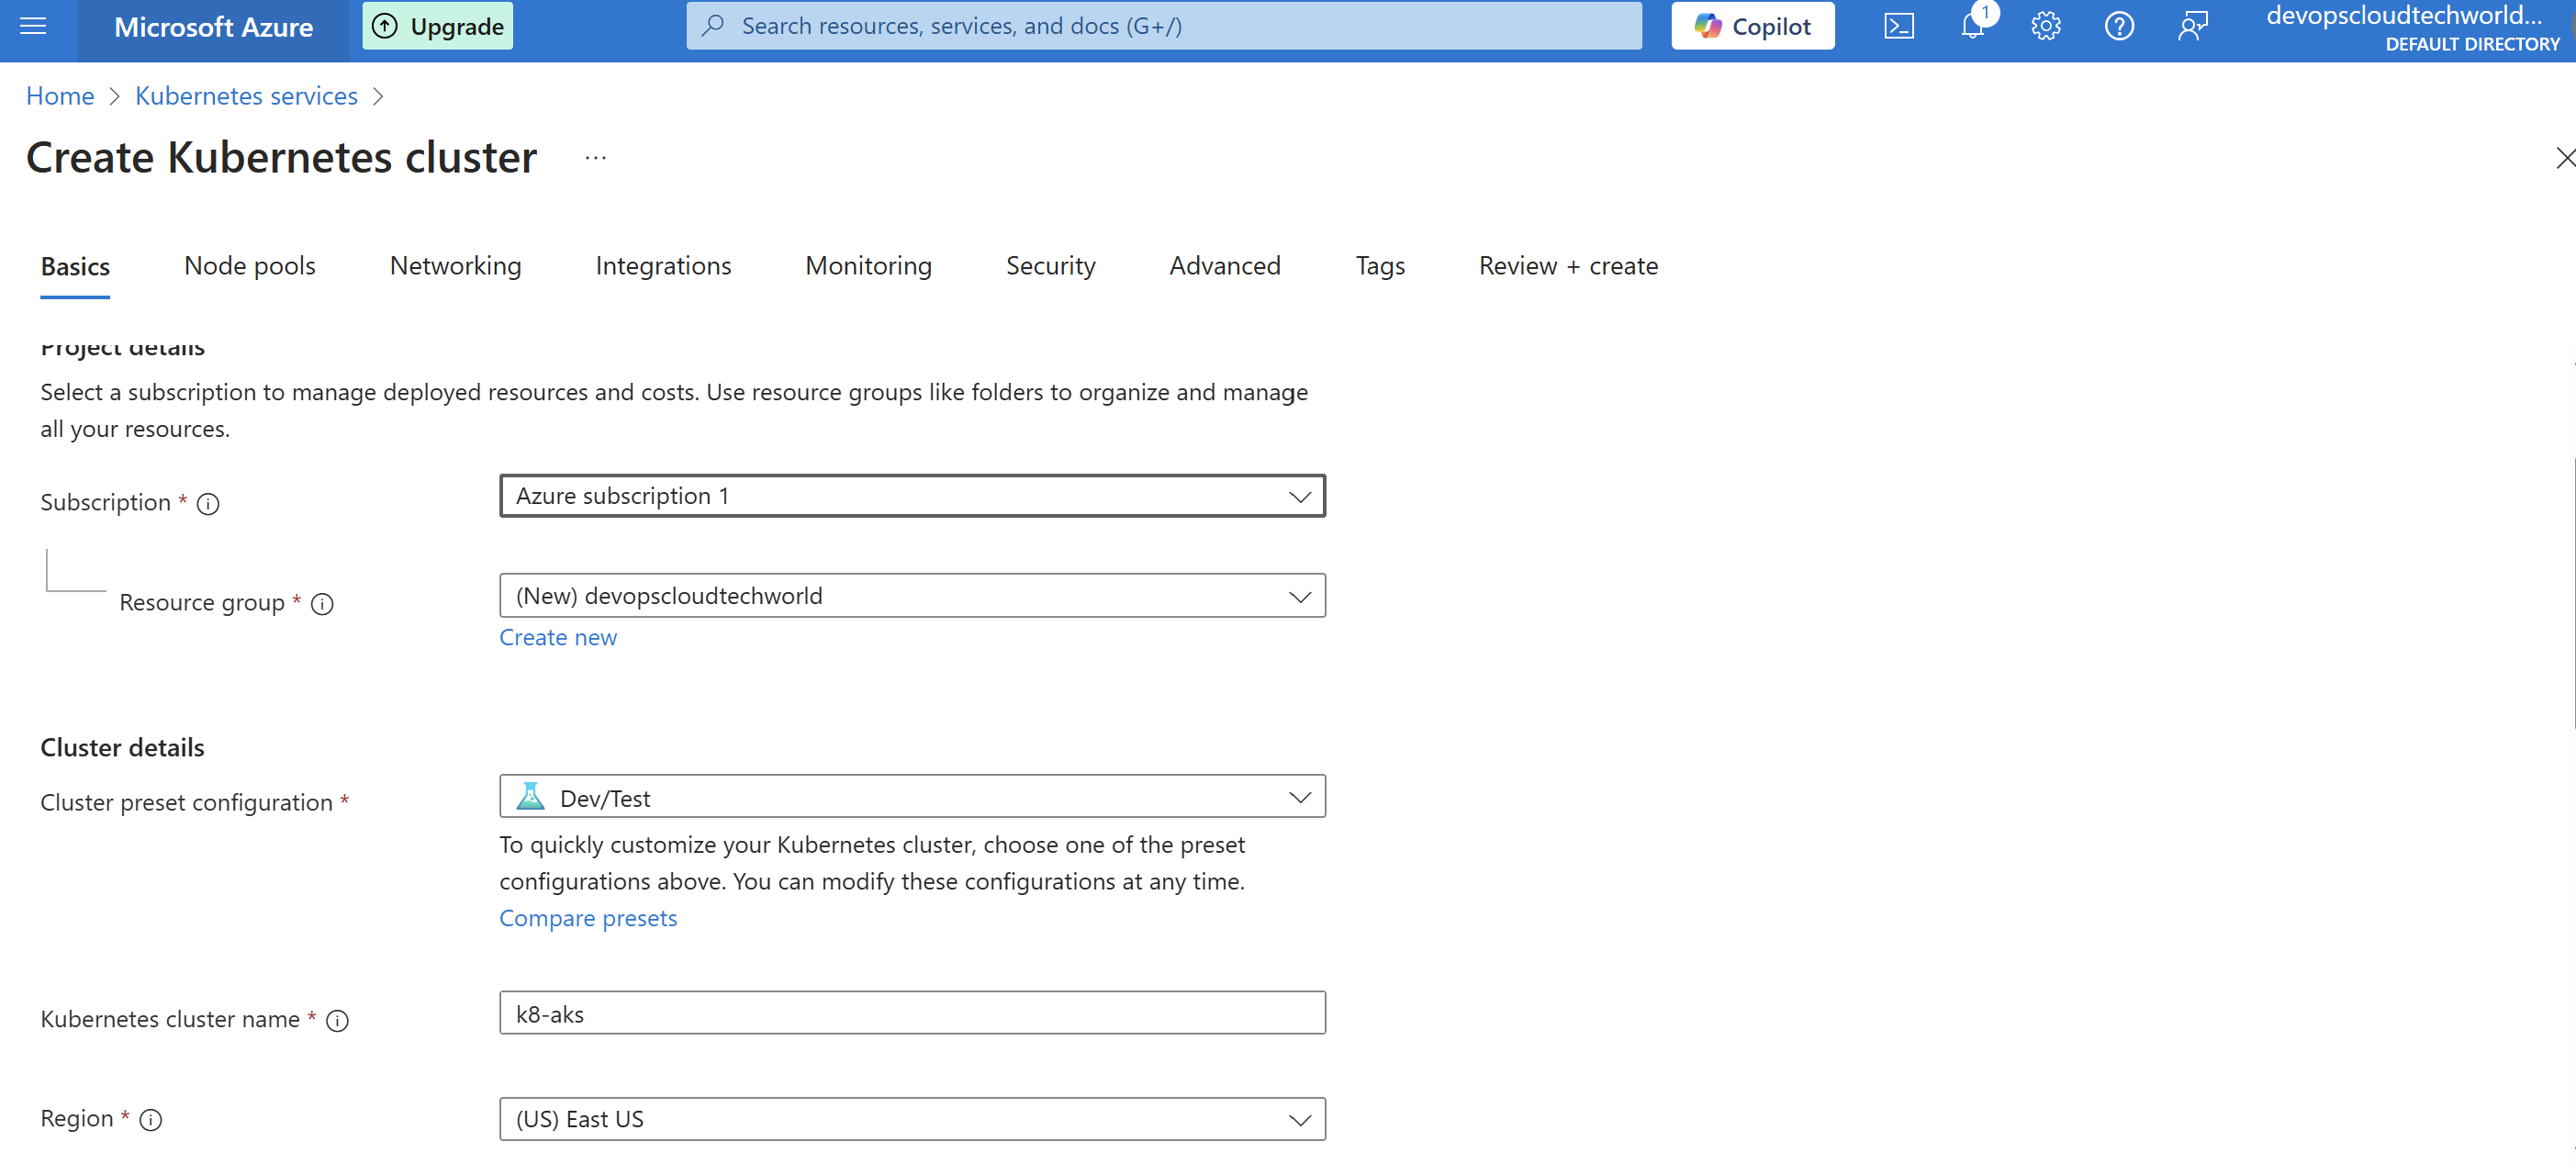 Microsoft Azure
Upgrade
Search resources, services, and docs (G+/)
Copilot
1
devopscloudtechworld...
DEFAULT DIRECTORY
Home > Kubernetes services >
Create Kubernetes cluster ...
Basics Node pools Networking Integrations Monitoring Security Advanced Tags Review + create
Project details
Select a subscription to manage deployed resources and costs. Use resource groups like folders to organize and manage
all your resources.
Subscription * Azure subscription 1
Resource group * (New) devopscloudtechworld
Create new
Cluster details
Cluster preset configuration * Dev/Test
To quickly customize your Kubernetes cluster, choose one of the preset
configurations above. You can modify these configurations at any time.
Compare presets
Kubernetes cluster name * k8-aks
Region * (US) East US